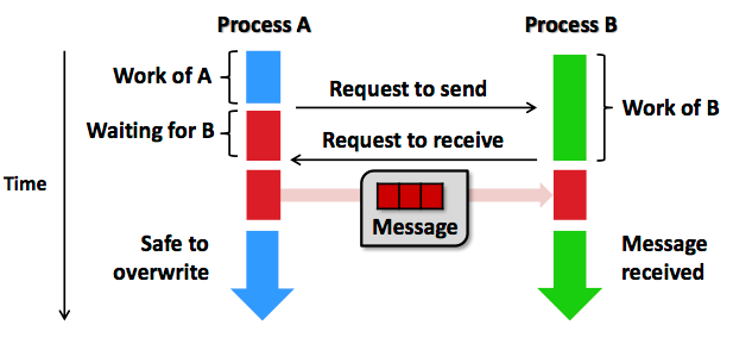 Process A
Process B
Work of A
Request to send
Work of B
Waiting for B
Request to receive
Time
Message
Safe to
overwrite
Message
received